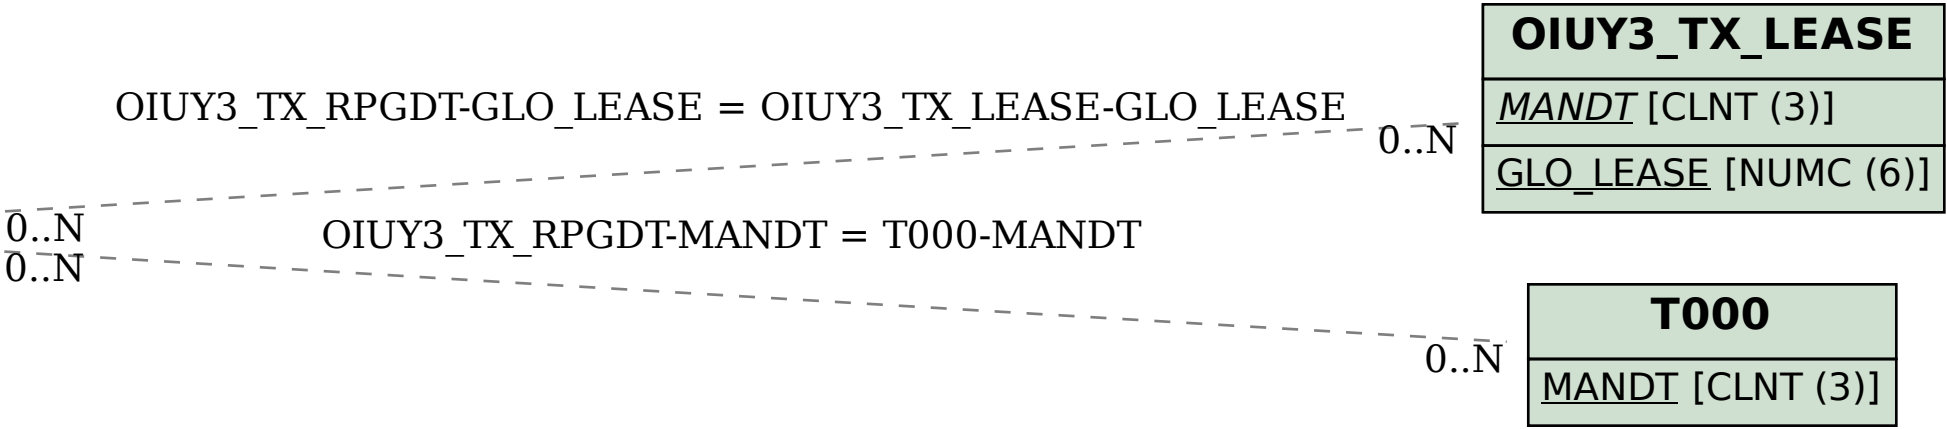 OIUY3_TX_LEASE
MANDT [CLNT (3)]
GLO_LEASE [NUMC (6)]
OIUY3_TX_RPGDT-GLO_LEASE = OIUY3_TX_LEASE-GLO_LEASE
0..N
0..N
OIUY3_TX_RPGDT-MANDT = T000-MANDT
0..N
0..N
T000
MANDT [CLNT (3)]